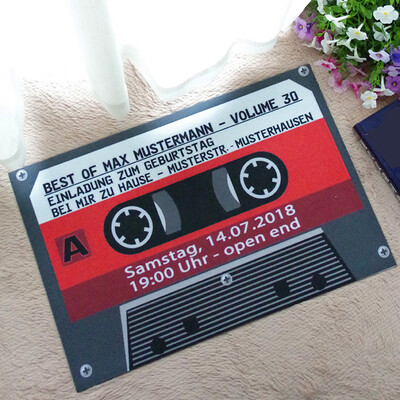 BEST OF MAX MUSTERMANN - VOLUME 30
EINLADUNG ZUM GEBURTSTAG
BEI MIR ZU HAUSE - MUSTERSTR.-MUSTERHAUSEN
A
Samstag, 14.07.2018
19:00 Uhr - open end